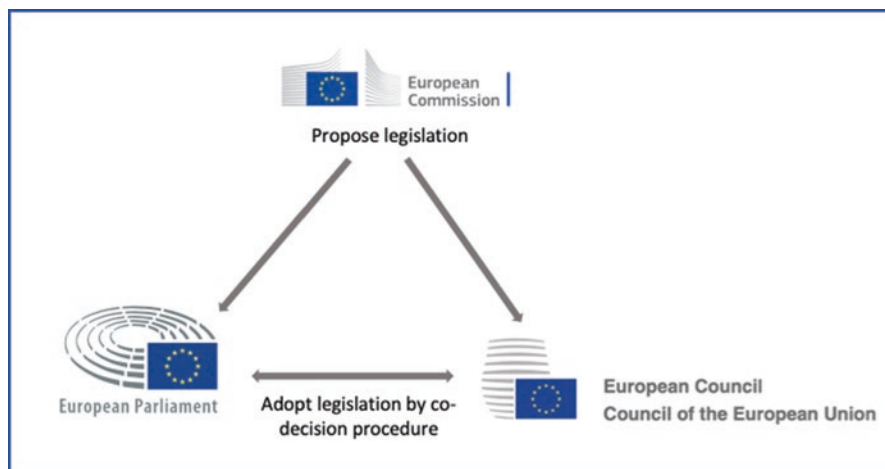 European
Commission
Propose legislation
European Parliament
Adopt legislation by co-
decision procedure
European Council
Council of the European Union